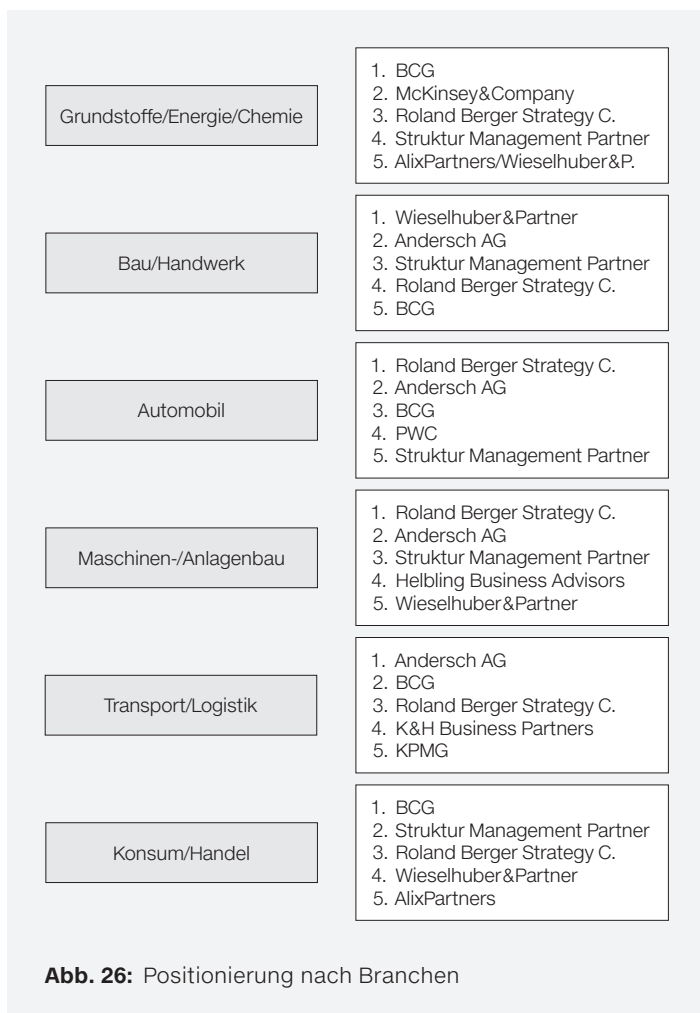 Grundstoffe/Energie/Chemie
1. BCG
2. McKinsey&Company
3. Roland Berger Strategy C.
4. Struktur Management Partner
5. AlixPartners/Wieselhuber&P.
Bau/Handwerk
1. Wieselhuber&Partner
2. Andersch AG
3. Struktur Management Partner
4. Roland Berger Strategy C.
5. BCG
Automobil
1. Roland Berger Strategy C.
2. Andersch AG
3. BCG
4. PWC
5. Struktur Management Partner
Maschinen-/Anlagenbau
1. Roland Berger Strategy C.
2. Andersch AG
3. Struktur Management Partner
4. Helbling Business Advisors
5. Wieselhuber&Partner
Transport/Logistik
1. Andersch AG
2. BCG
3. Roland Berger Strategy C.
4. K&H Business Partners
5. KPMG
Konsum/Handel
1. BCG
2. Struktur Management Partner
3. Roland Berger Strategy C.
4. Wieselhuber&Partner
5. AlixPartners
Abb. 26: Positionierung nach Branchen